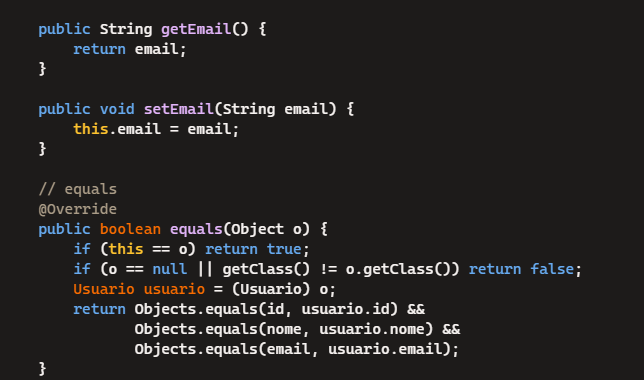 public String getEmail() {
    return email;
}

public void setEmail(String email) {
    this.email = email;
}

// equals
@Override
public boolean equals(Object o) {
    if (this == o) return true;
    if (o == null || getClass() != o.getClass()) return false;
    Usuario usuario = (Usuario) o;
    return Objects.equals(id, usuario.id) &&
           Objects.equals(nome, usuario.nome) &&
           Objects.equals(email, usuario.email);
}